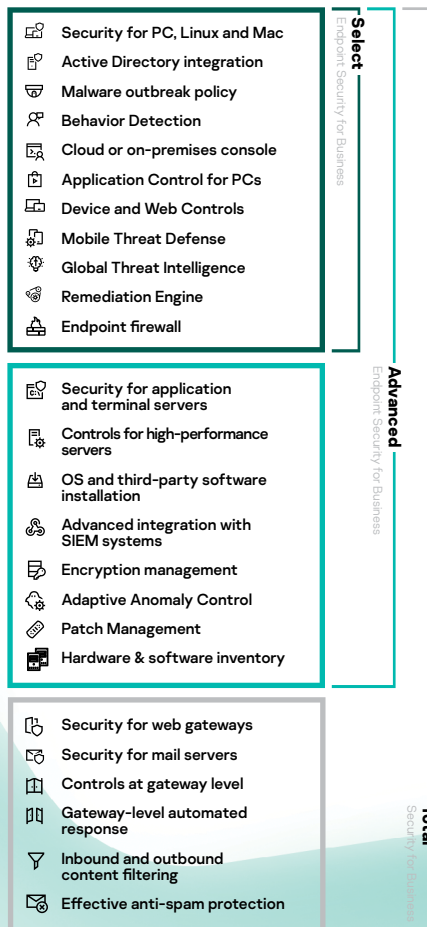 Security for PC, Linux and Mac
Active Directory integration
Malware outbreak policy
Behavior Detection
Cloud or on-premises console
Application Control for PCs
Device and Web Controls
Mobile Threat Defense
Global Threat Intelligence
Remediation Engine
Endpoint firewall
Select
Endpoint Security for Business
Security for application
and terminal servers
Controls for high-performance
servers
OS and third-party software
installation
Advanced integration with
SIEM systems
Encryption management
Adaptive Anomaly Control
Patch Management
Hardware & software inventory
Advanced
Endpoint Security for Business
Security for web gateways
Security for mail servers
Controls at gateway level
Gateway-level automated
response
Inbound and outbound
content filtering
Effective anti-spam protection
Total
Security for Business